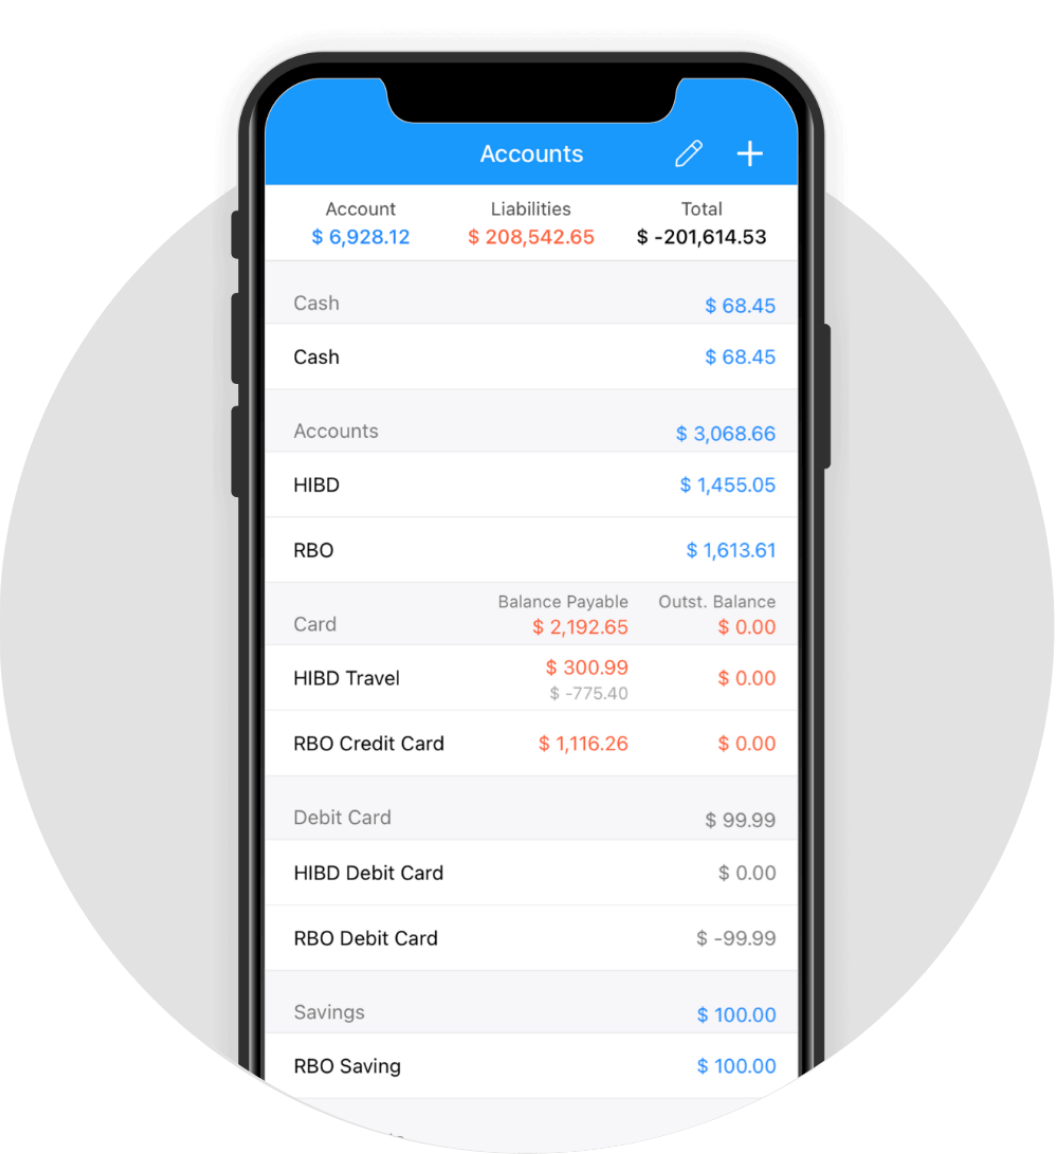 Accounts
Account Liabilities Total
$ 6,928.12 $ 208,542.65 $ -201,614.53
Cash $ 68.45
Cash $ 68.45
Accounts $ 3,068.66
HIBD $ 1,455.05
RBO $ 1,613.61
Balance Payable Outst. Balance
Card $ 2,192.65 $ 0.00
HIBD Travel $ 300.99 $ 0.00
$ -775.40
RBO Credit Card $ 1,116.26 $ 0.00
Debit Card $ 99.99
HIBD Debit Card $ 0.00
RBO Debit Card $ -99.99
Savings $ 100.00
RBO Saving $ 100.00